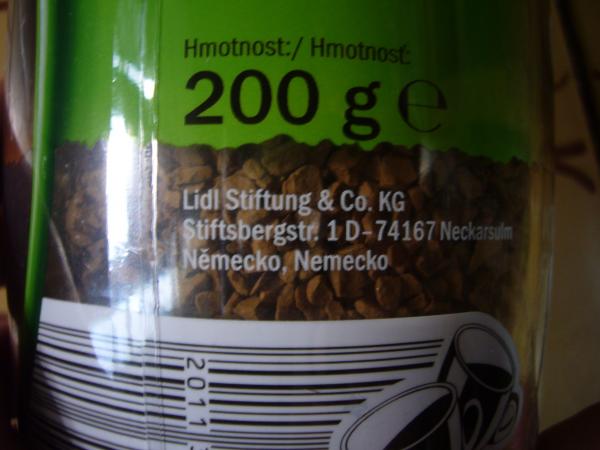 Hmotnost:/ Hmotnosť:
200 g ℮
Lidl Stiftung & Co. KG
Stiftsbergstr. 1 D-74167 Neckarsulm
Německo, Nemecko
2011